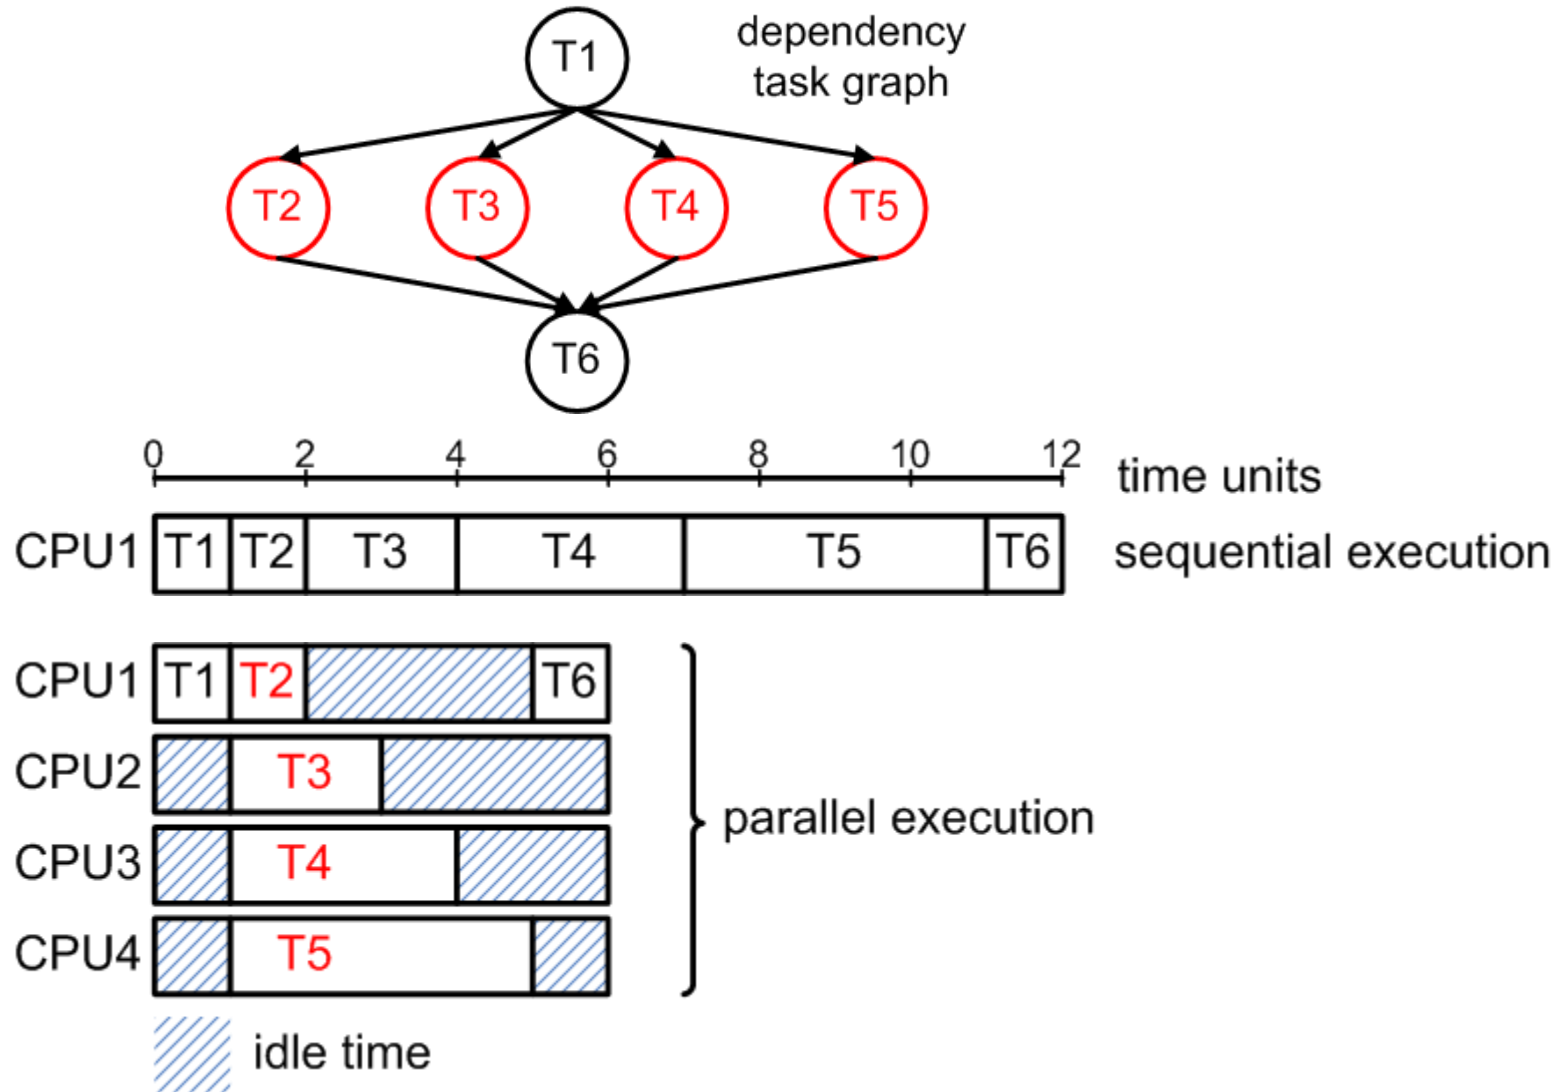 T1
dependency
task graph
T2 T3 T4 T5
T6
0 2 4 6 8 10 12
time units
CPU1 T1 T2 T3 T4 T5 T6 sequential execution
CPU1 T1 T2 T6
CPU2 T3
parallel execution
CPU3 T4
CPU4 T5
idle time